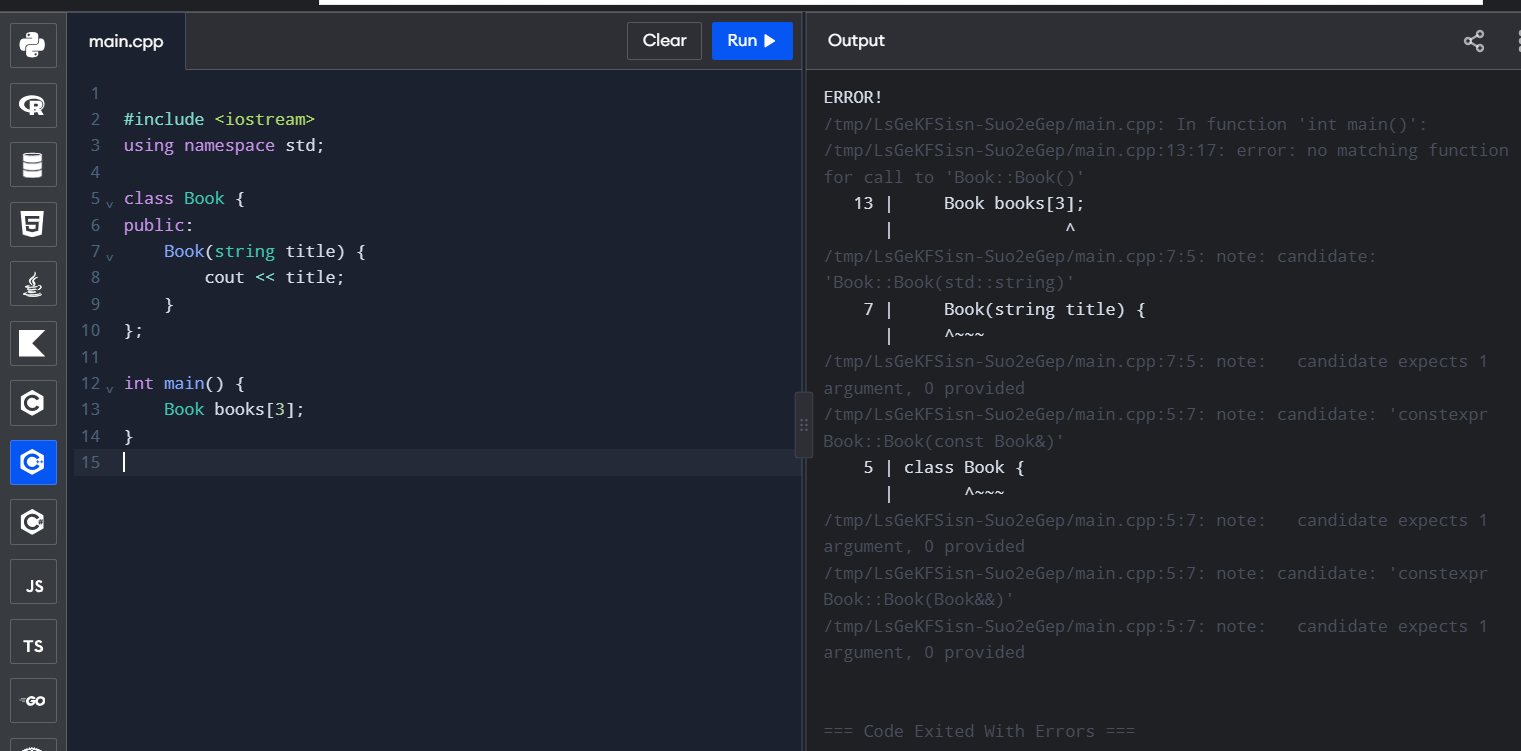 main.cpp
Clear
Run
Output
1
2 #include <iostream>
3 using namespace std;
4
5 class Book {
6 public:
7     Book(string title) {
8         cout << title;
9     }
10 };
11
12 int main() {
13     Book books[3];
14 }
15
ERROR!
/tmp/LsGeKFSisn-Suo2eGep/main.cpp: In function 'int main()':
/tmp/LsGeKFSisn-Suo2eGep/main.cpp:13:17: error: no matching function
for call to 'Book::Book()'
   13 |     Book books[3];
      |                 ^
/tmp/LsGeKFSisn-Suo2eGep/main.cpp:7:5: note: candidate:
'Book::Book(std::string)'
    7 |     Book(string title) {
      |     ^~~~
/tmp/LsGeKFSisn-Suo2eGep/main.cpp:7:5: note:   candidate expects 1
argument, 0 provided
/tmp/LsGeKFSisn-Suo2eGep/main.cpp:5:7: note: candidate: 'constexpr
Book::Book(const Book&)'
    5 | class Book {
      |       ^~~~
/tmp/LsGeKFSisn-Suo2eGep/main.cpp:5:7: note:   candidate expects 1
argument, 0 provided
/tmp/LsGeKFSisn-Suo2eGep/main.cpp:5:7: note: candidate: 'constexpr
Book::Book(Book&&)'
/tmp/LsGeKFSisn-Suo2eGep/main.cpp:5:7: note:   candidate expects 1
argument, 0 provided
=== Code Exited With Errors ===
R
5
C
C+
C
JS
TS
GO